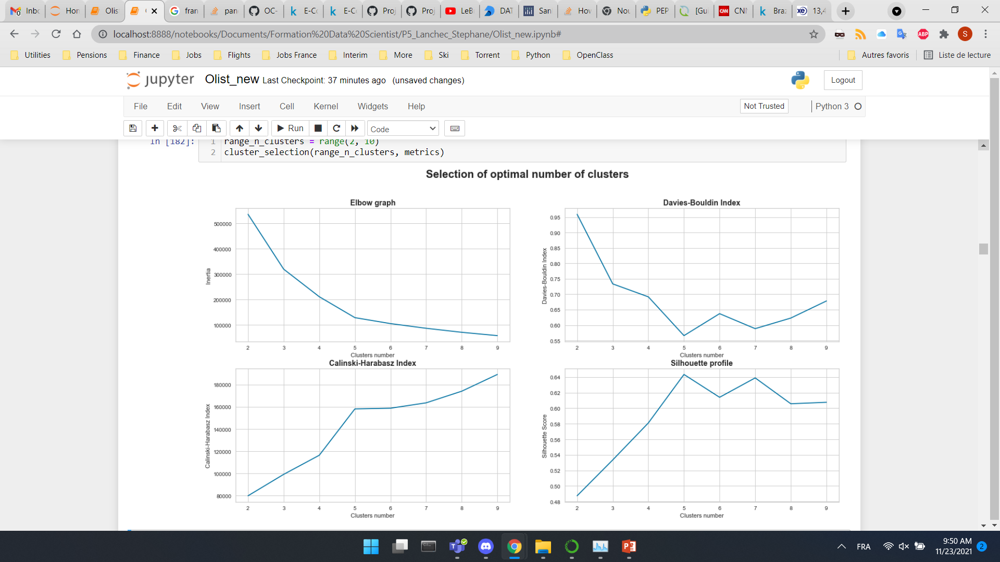 Inbc Hon Olis ( fran pan OC- E-Cc E-Cc Proj Proj LeB DAT San Hov Nou PEP [Gui CNN Braz 13,4
localhost:8888/notebooks/Documents/Formation%20Data%20Scientist/P5_Lanchec_Stephane/Olist_new.ipynb#
ABP S
Utilities Pensions Finance Jobs Flights Jobs France Interim More Ski Torrent Python OpenClass Autres favoris Liste de lecture
jupyter Olist_new Last Checkpoint: 37 minutes ago (unsaved changes) Logout
File Edit View Insert Cell Kernel Widgets Help Not Trusted Python 3
Run Code
In [182]: 1 range_n_clusters = range(2, 10)
2 cluster_selection(range_n_clusters, metrics)
Selection of optimal number of clusters
Elbow graph
Inertia
500000
400000
300000
200000
100000
2 3 4 5 6 7 8 9
Clusters number
Davies-Bouldin Index
Davies-Bouldin Index
0.95
0.90
0.85
0.80
0.75
0.70
0.65
0.60
0.55
2 3 4 5 6 7 8 9
Clusters number
Calinski-Harabasz Index
Calinski-Harabasz Index
180000
160000
140000
120000
100000
80000
2 3 4 5 6 7 8 9
Clusters number
Silhouette profile
Silhouette Score
0.64
0.62
0.60
0.58
0.56
0.54
0.52
0.50
0.48
2 3 4 5 6 7 8 9
Clusters number
FRA 9:50 AM
11/23/2021 2